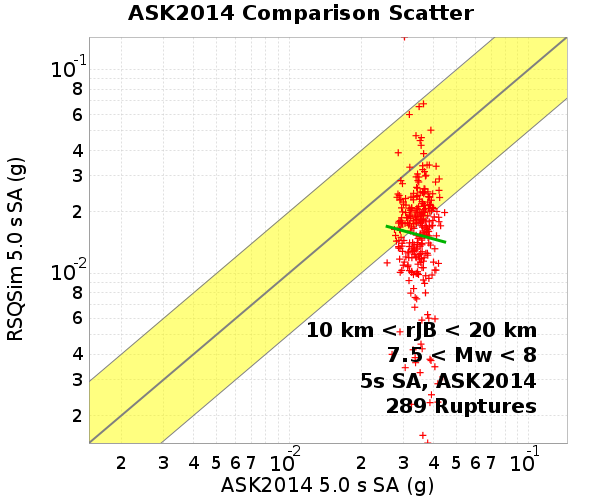 ASK2014 Comparison Scatter
RSQSim 5.0 s SA (g)
10⁻¹
8
6
4
3
2
10⁻²
8
6
4
3
2
10 km < rJB < 20 km
7.5 < Mw < 8
5s SA, ASK2014
289 Ruptures
2 3 4 5 6 7 10⁻² 2 3 4 5 6 7 10⁻¹
ASK2014 5.0 s SA (g)